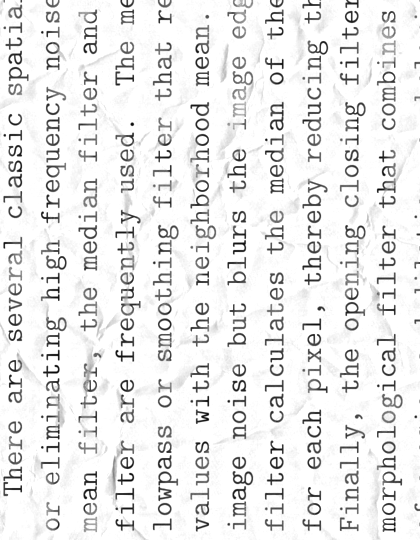 There are several classic spatial
or eliminating high frequency noise
mean filter, the median filter and
filter are frequently used. The me
lowpass or smoothing filter that re
values with the neighborhood mean.
image noise but blurs the image edg
filter calculates the median of the
for each pixel, thereby reducing th
Finally, the opening closing filter
morphological filter that combines